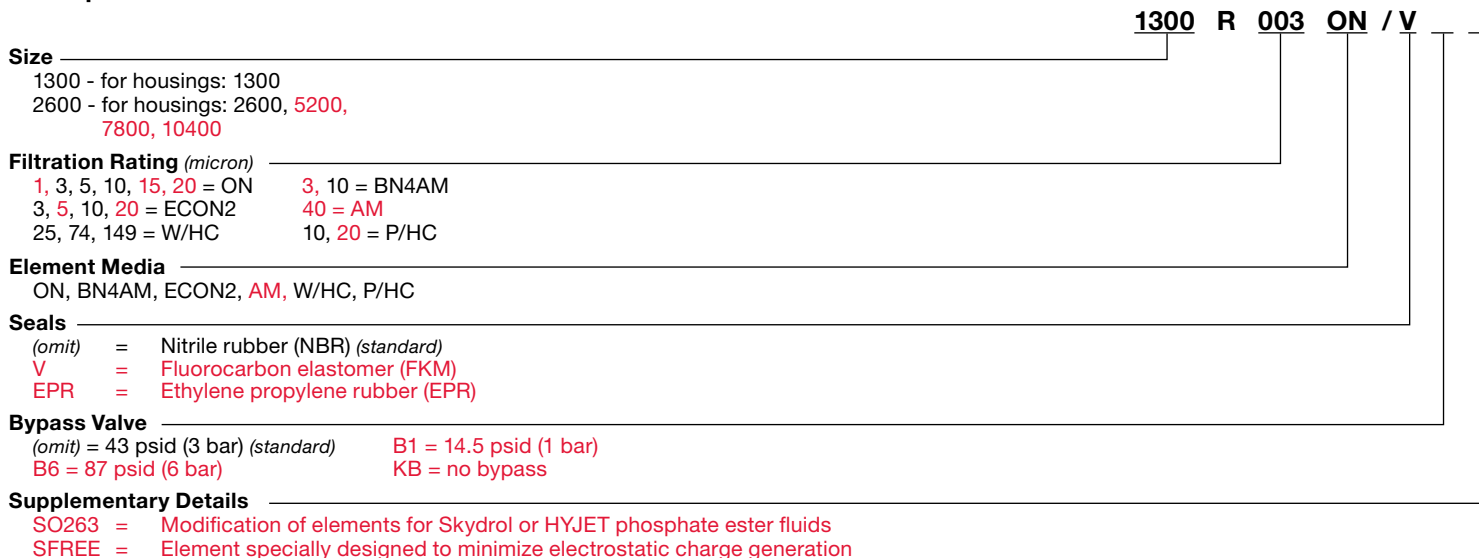 1300 R 003 ON / V
Size
1300 - for housings: 1300
2600 - for housings: 2600, 5200,
7800, 10400
Filtration Rating (micron)
1, 3, 5, 10, 15, 20 = ON 3, 10 = BN4AM
3, 5, 10, 20 = ECON2 40 = AM
25, 74, 149 = W/HC 10, 20 = P/HC
Element Media
ON, BN4AM, ECON2, AM, W/HC, P/HC
Seals
(omit) = Nitrile rubber (NBR) (standard)
V = Fluorocarbon elastomer (FKM)
EPR = Ethylene propylene rubber (EPR)
Bypass Valve
(omit) = 43 psid (3 bar) (standard) B1 = 14.5 psid (1 bar)
B6 = 87 psid (6 bar) KB = no bypass
Supplementary Details
SO263 = Modification of elements for Skydrol or HYJET phosphate ester fluids
SFREE = Element specially designed to minimize electrostatic charge generation